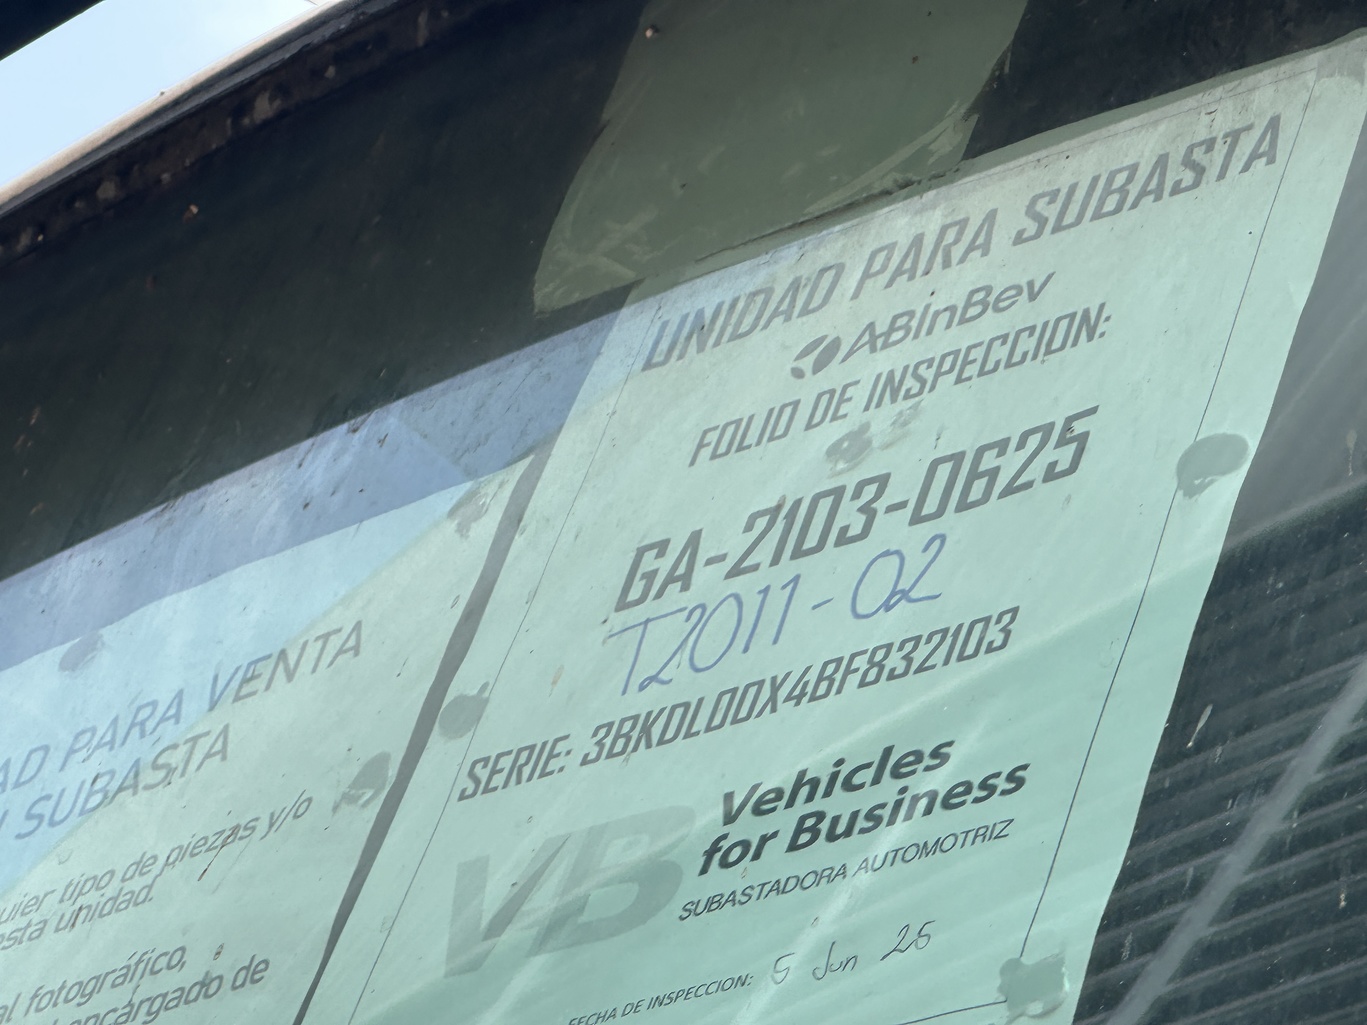 UNIDAD PARA SUBASTA
ABInBev
FOLIO DE INSPECCION:
GA-2103-0625
T2011-02
SERIE: 3BKDL00X4BF832103
VB
Vehicles
for Business
SUBASTADORA AUTOMOTRIZ
FECHA DE INSPECCION: 5 Jun 25
AD PARA VENTA
SUBASTA
uier tipo de piezas y/o
esta unidad.
al fotográfico,
encargado de